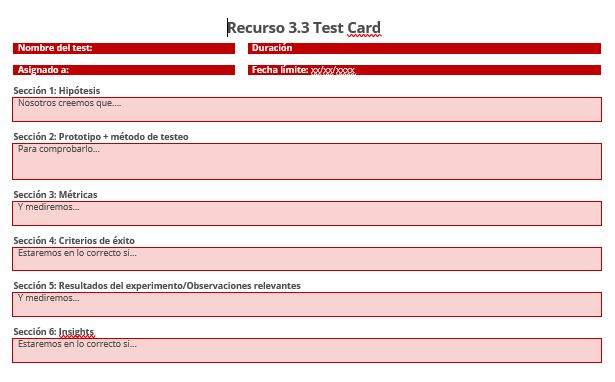 Recurso 3.3 Test Card
Nombre del test: Duración
Asignado a: Fecha límite: xx/xx/xxxx
Sección 1: Hipótesis
Nosotros creemos que....
Sección 2: Prototipo + método de testeo
Para comprobarlo...
Sección 3: Métricas
Y mediremos...
Sección 4: Criterios de éxito
Estaremos en lo correcto si...
Sección 5: Resultados del experimento/Observaciones relevantes
Y mediremos...
Sección 6: Insights
Estaremos en lo correcto si...